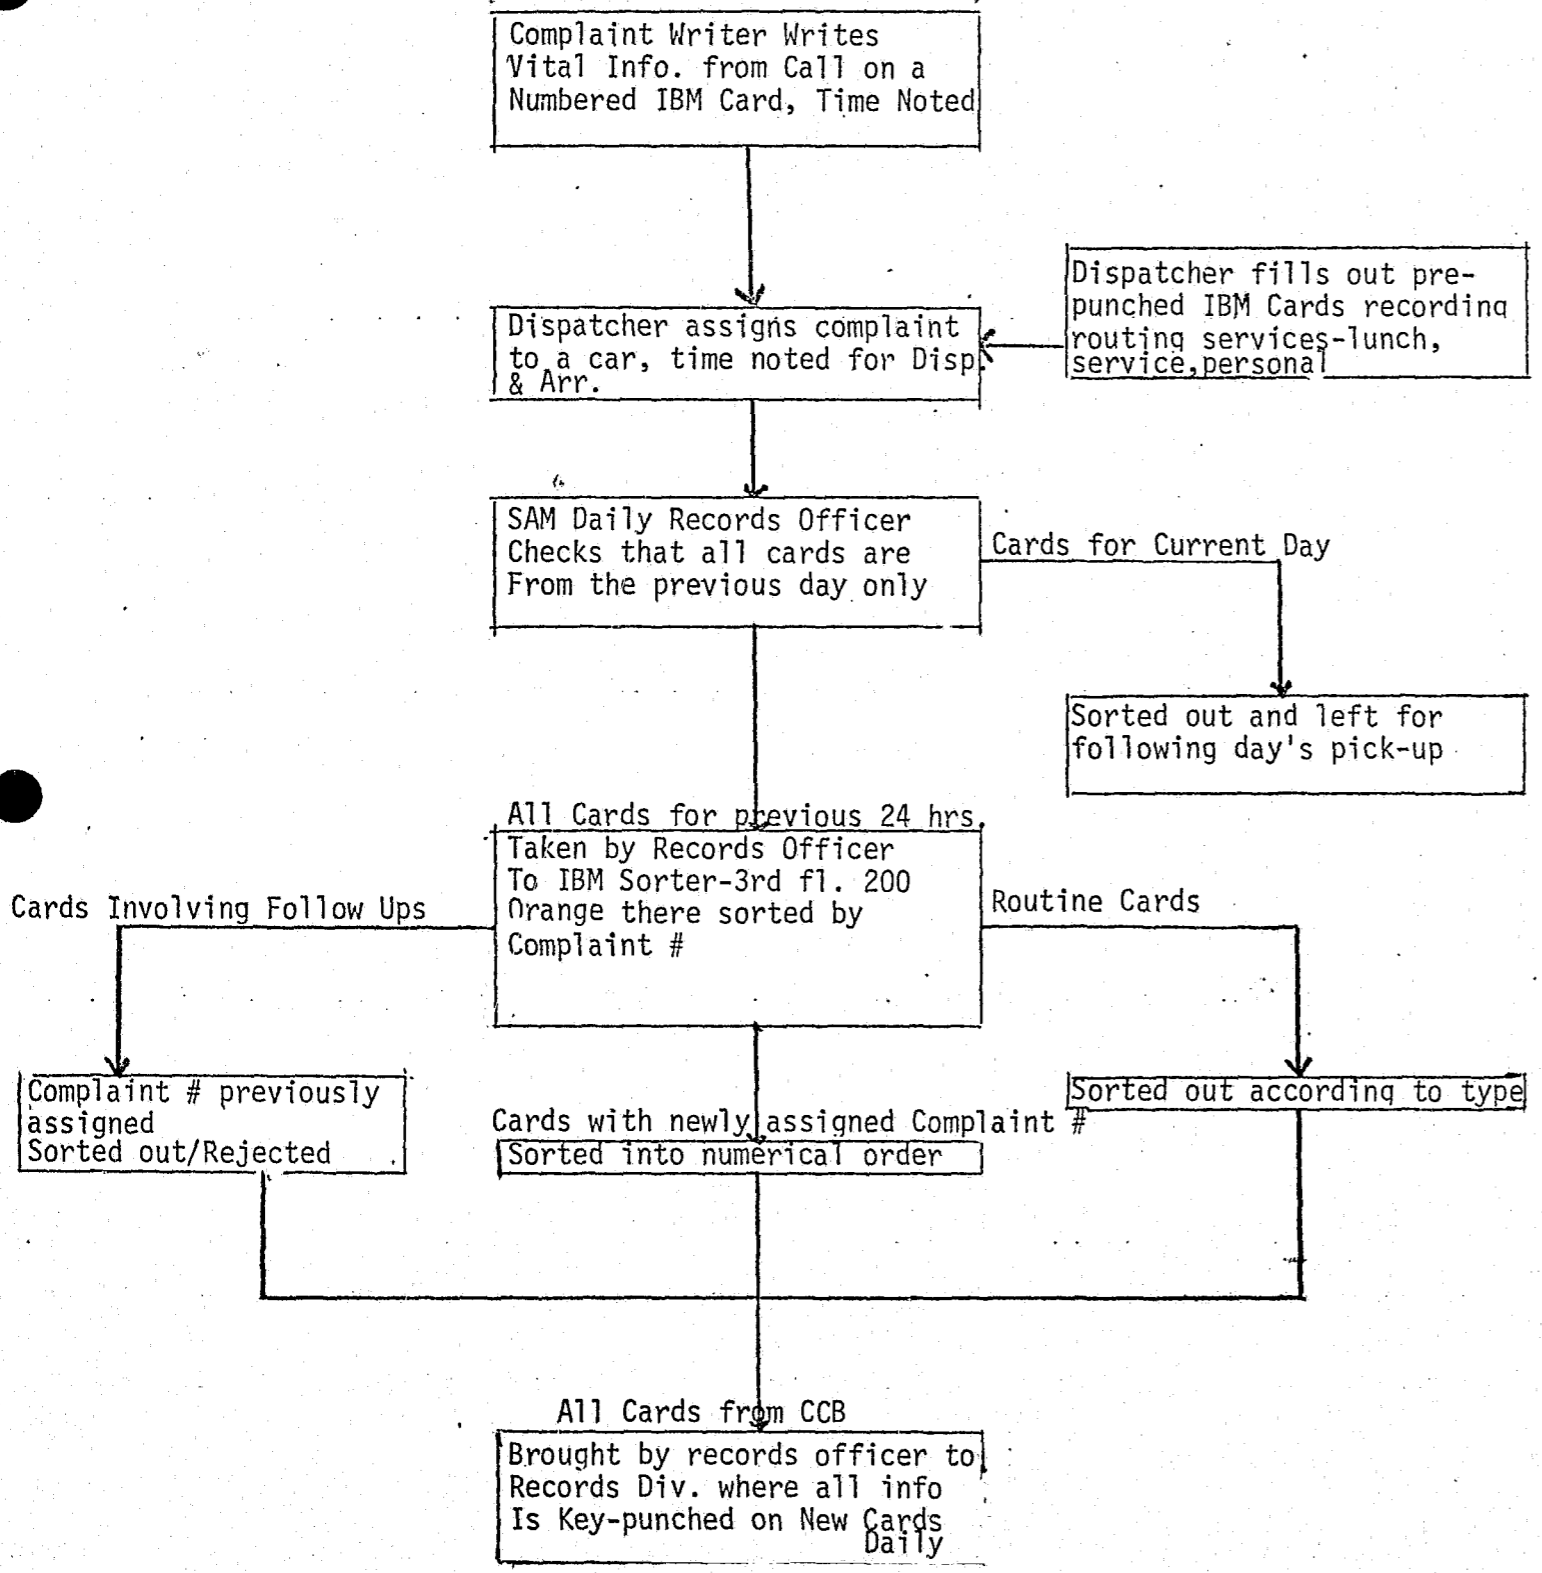 Complaint Writer Writes
Vital Info. from Call on a
Numbered IBM Card, Time Noted
Dispatcher fills out pre-
punched IBM Cards recording
routing services-lunch,
service,personal
Dispatcher assigns complaint
to a car, time noted for Disp.
& Arr.
SAM Daily Records Officer
Checks that all cards are
From the previous day only
Cards for Current Day
Sorted out and left for
following day's pick-up
All Cards for previous 24 hrs.
Taken by Records Officer
To IBM Sorter-3rd fl. 200
Orange there sorted by
Complaint #
Cards Involving Follow Ups
Routine Cards
Complaint # previously
assigned
Sorted out/Rejected
Cards with newly assigned Complaint #
Sorted into numerical order
Sorted out according to type
All Cards from CCB
Brought by records officer to
Records Div. where all info
Is Key-punched on New Cards
Daily